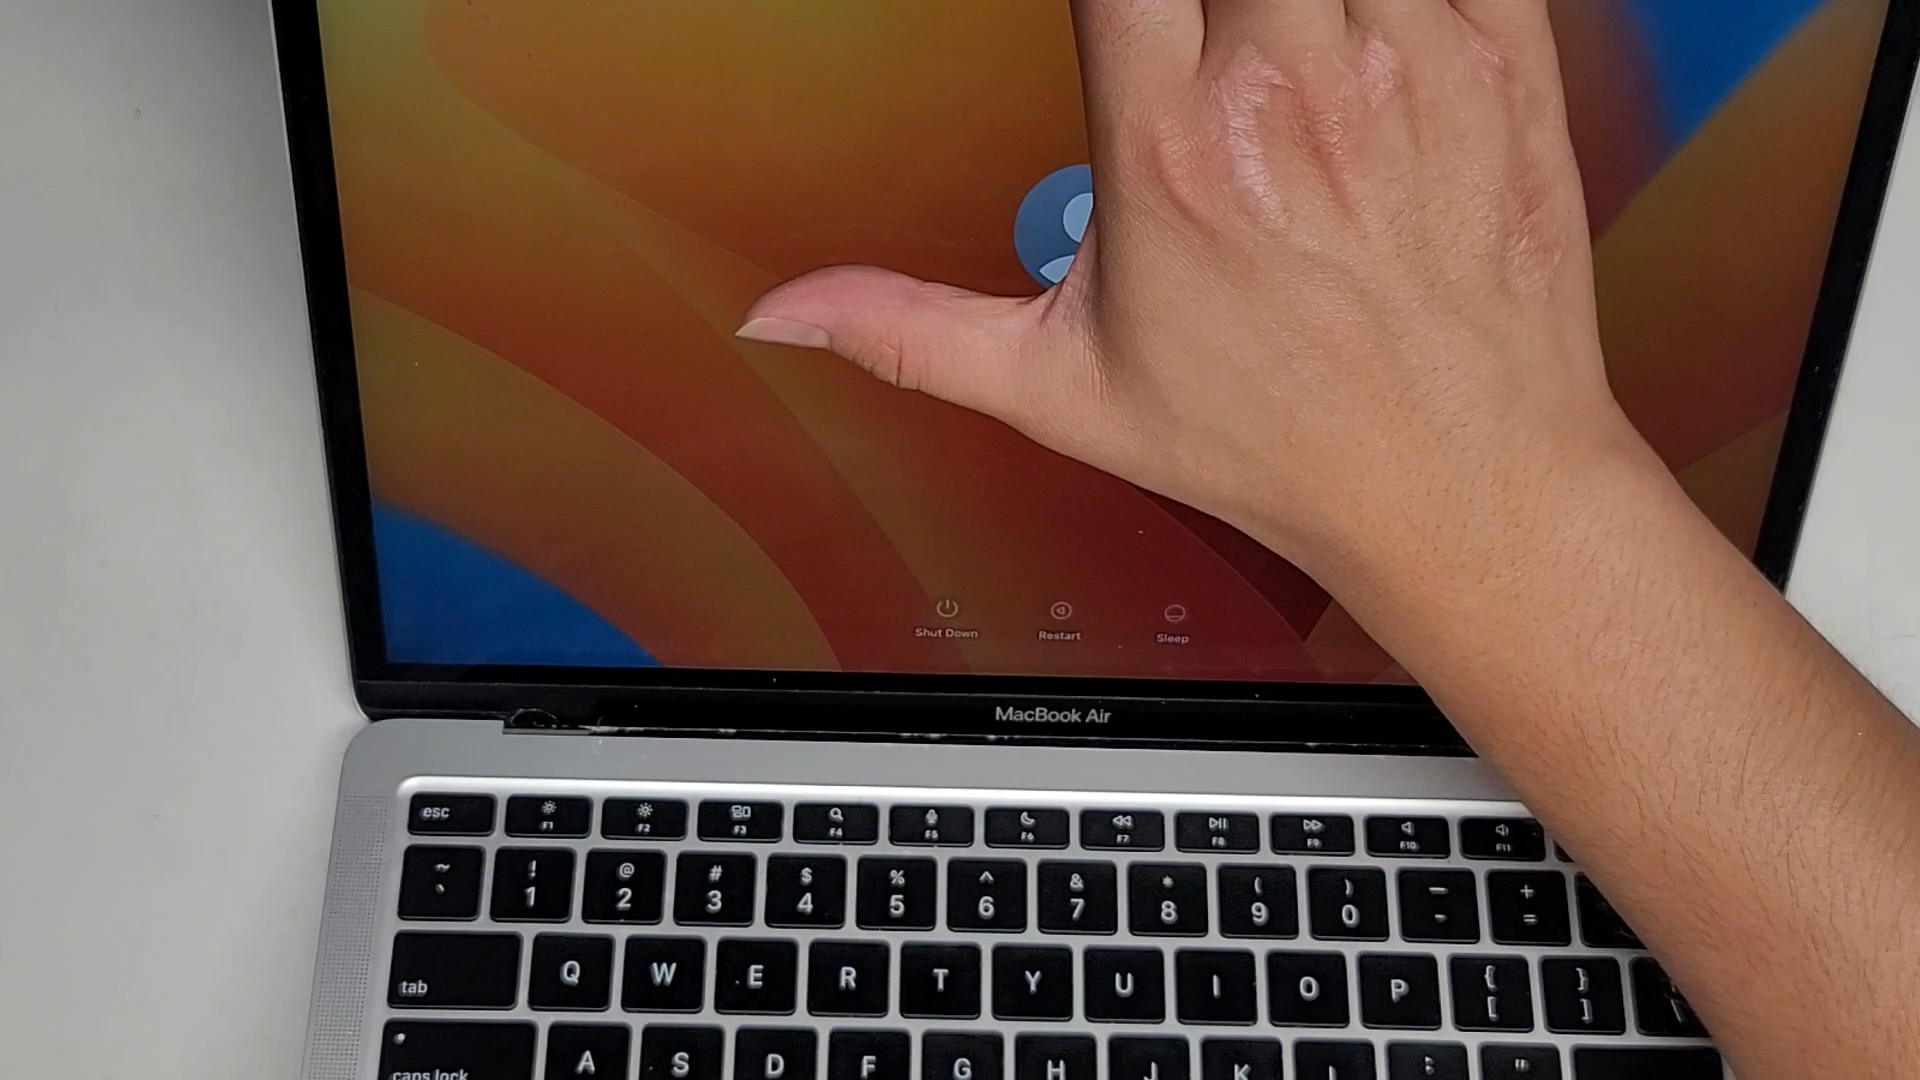 Shut Down Restart Sleep
MacBook Air
esc F1 F2 F3 F4 F5 F6 F7 F8 F9 F10 F11
~ ! @ # $ % ^ & * ( ) — +
` 1 2 3 4 5 6 7 8 9 0 - =
tab Q W E R T Y U I O P { }
[ ]
caps lock A S D F G H J K L : "